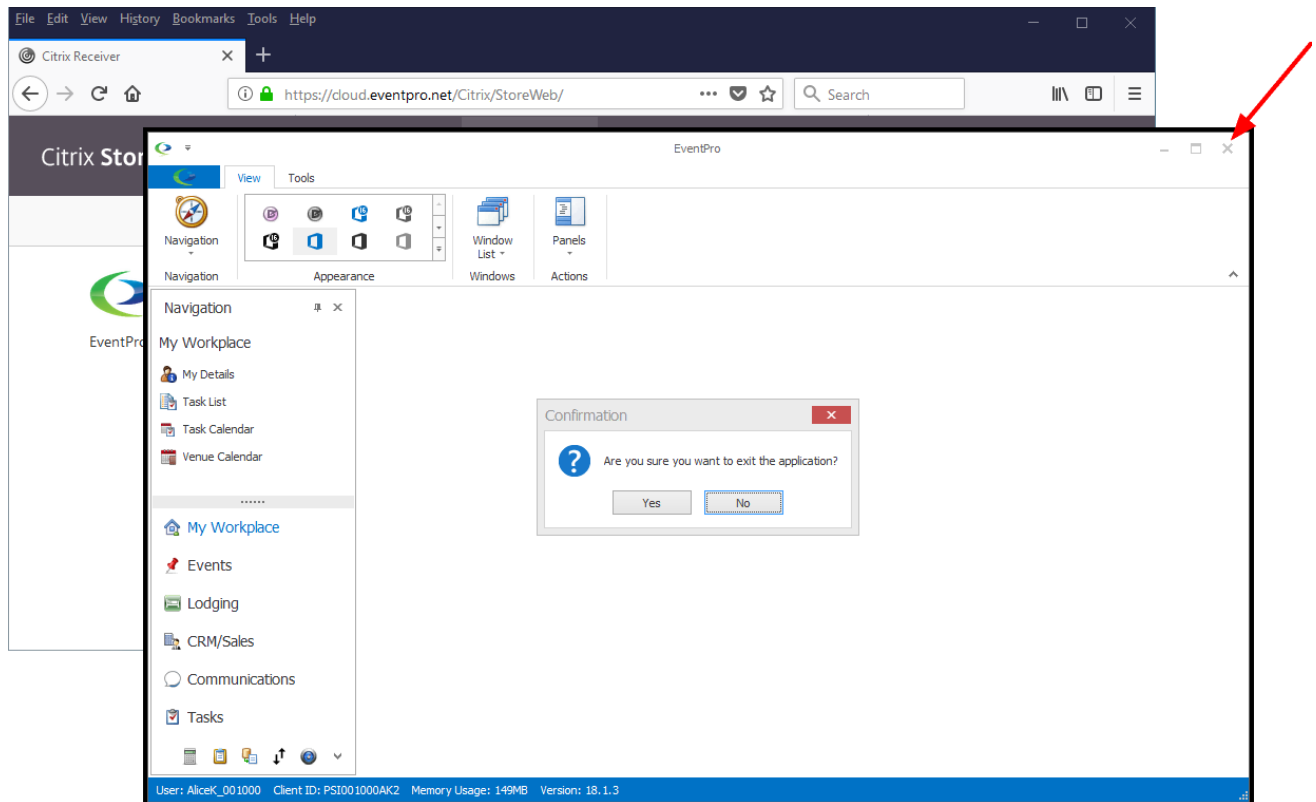 File Edit View History Bookmarks Tools Help
Citrix Receiver
https://cloud.eventpro.net/Citrix/StoreWeb/
Search
Citrix Stor
EventPro
EventPro
View Tools
Navigation
Window List
Panels
Navigation Appearance Windows Actions
Navigation
My Workplace
My Details
Task List
Task Calendar
Venue Calendar
Confirmation
Are you sure you want to exit the application?
Yes No
My Workplace
Events
Lodging
CRM/Sales
Communications
Tasks
User: AliceK_001000 Client ID: PSI001000AK2 Memory Usage: 149MB Version: 18.1.3